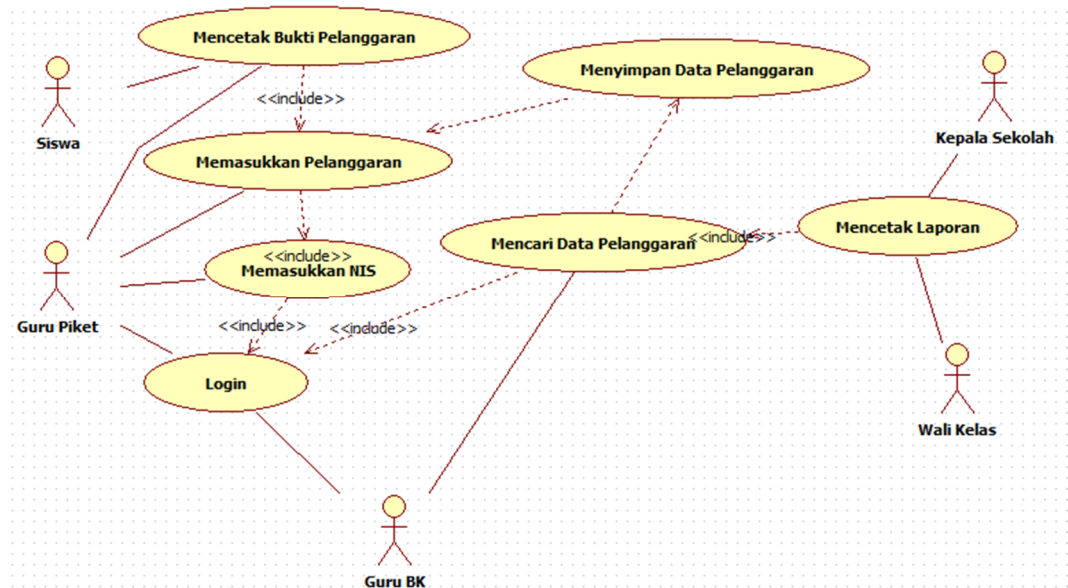 Mencetak Bukti Pelanggaran
Menyimpan Data Pelanggaran
<<include>>
Siswa
Kepala Sekolah
Memasukkan Pelanggaran
Mencetak Laporan
<<include>>
Mencari Data Pelanggaran
<<include>>
Memasukkan NIS
Guru Piket
<<include>>
<<include>>
Login
Wali Kelas
Guru BK